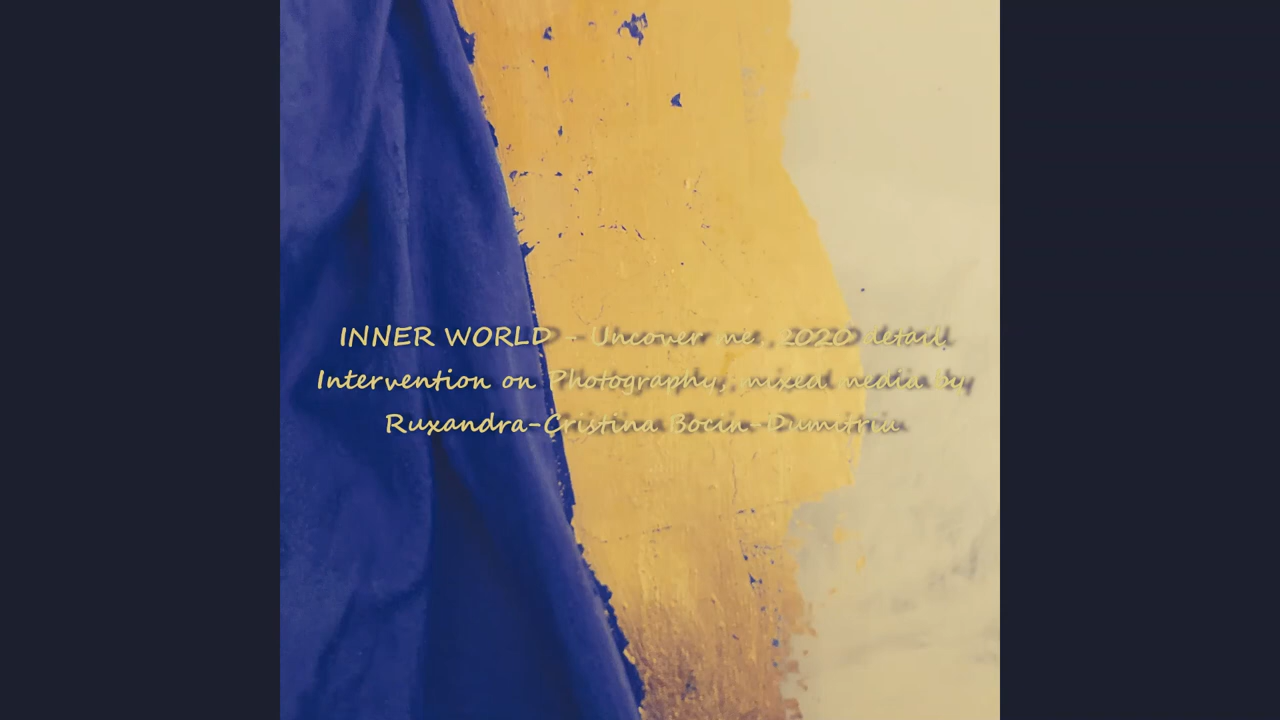 INNER WORLD - Uncover me, 2020 detail.
Intervention on Photography, mixed media by
Ruxandra-Cristina Bocin-Dumitriu